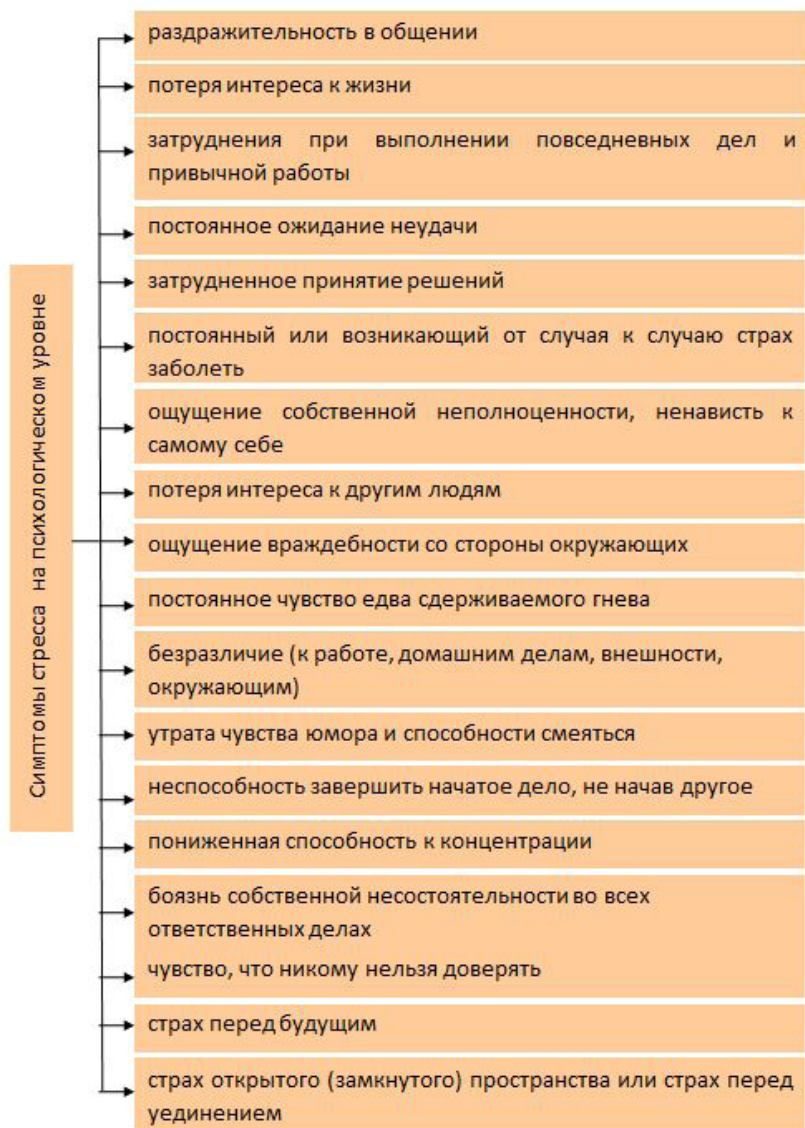 Симптомы стресса на психологическом уровне
раздражительность в общении
потеря интереса к жизни
затруднения при выполнении повседневных дел и
привычной работы
постоянное ожидание неудачи
затрудненное принятие решений
постоянный или возникающий от случая к случаю страх
заболеть
ощущение собственной неполноценности, ненависть к
самому себе
потеря интереса к другим людям
ощущение враждебности со стороны окружающих
постоянное чувство едва сдерживаемого гнева
безразличие (к работе, домашним делам, внешности,
окружающим)
утрата чувства юмора и способности смеяться
неспособность завершить начатое дело, не начав другое
пониженная способность к концентрации
боязнь собственной несостоятельности во всех
ответственных делах
чувство, что никому нельзя доверять
страх перед будущим
страх открытого (замкнутого) пространства или страх перед
уединением